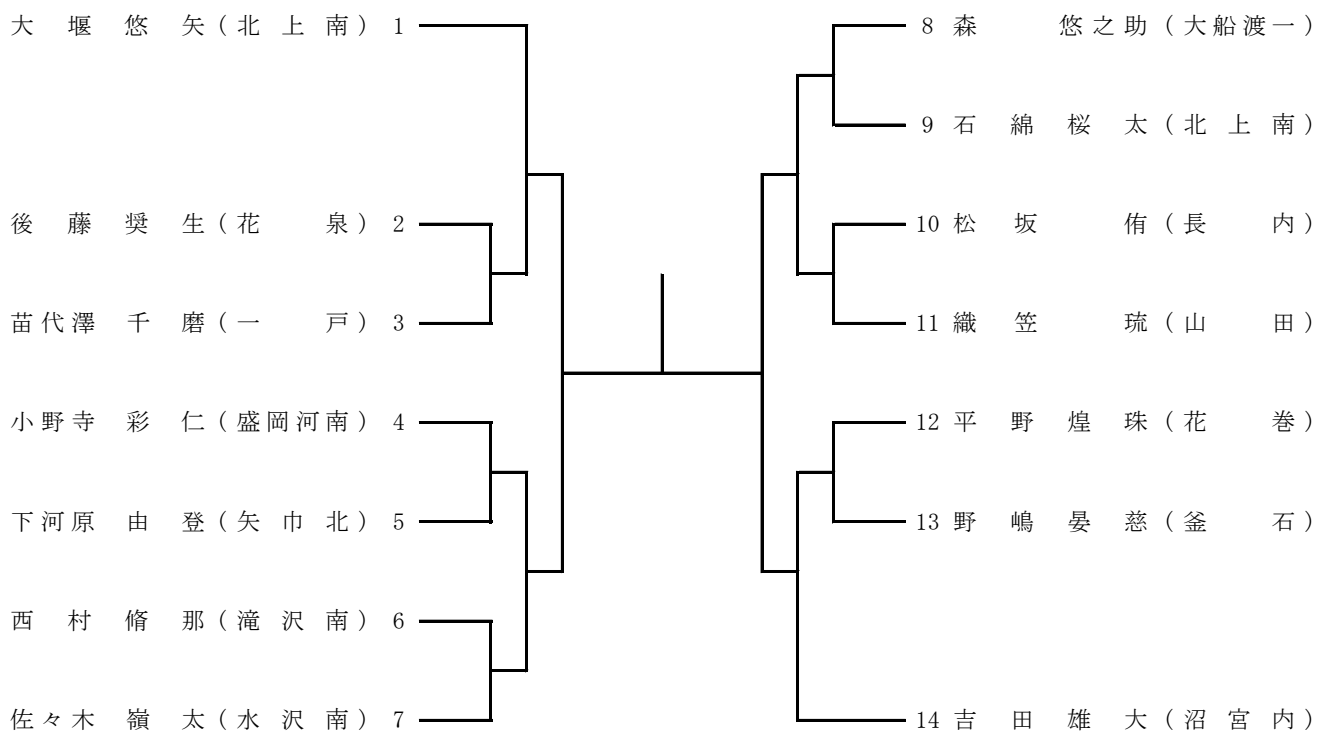 大堰悠矢(北上南) 1
後藤奨生(花泉) 2
苗代澤千磨(一戸) 3
小野寺彩仁(盛岡河南) 4
下河原由登(矢巾北) 5
西村脩那(滝沢南) 6
佐々木嶺太(水沢南) 7
8 森悠之助(大船渡一)
9 石綿桜太(北上南)
10 松坂侑(長内)
11 織笠琉(山田)
12 平野煌珠(花巻)
13 野嶋晏慈(釜石)
14 吉田雄大(沼宮内)